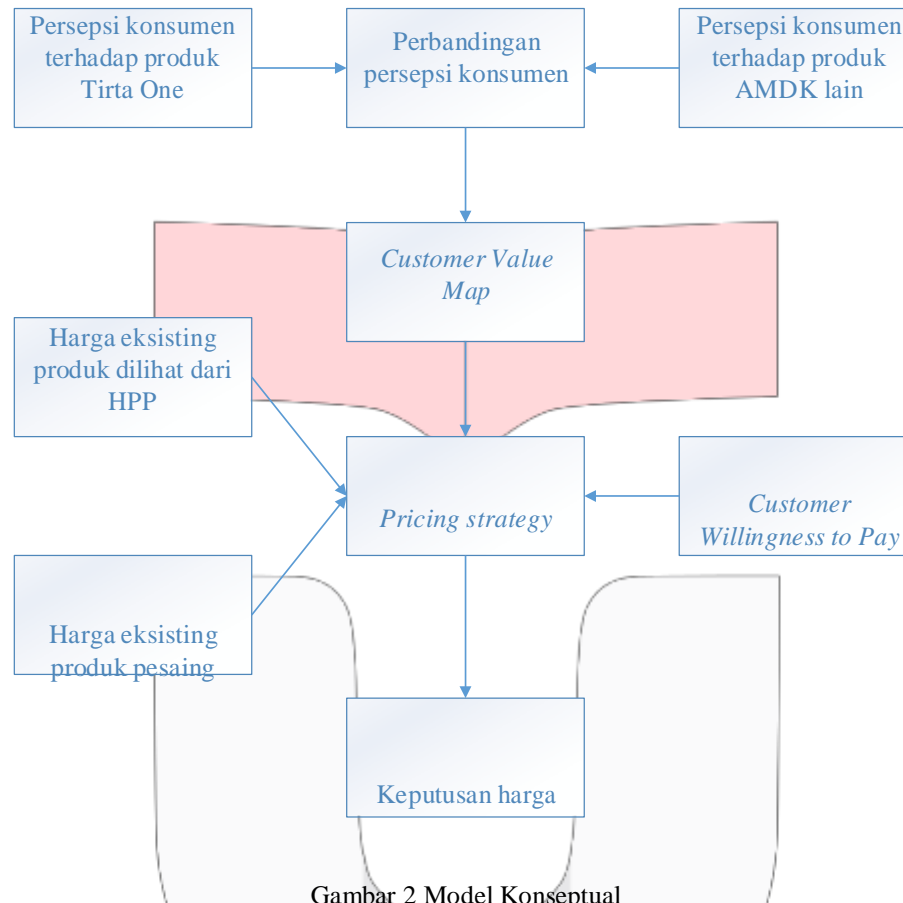 Persepsi konsumen
terhadap produk
Tirta One
Perbandingan
persepsi konsumen
Persepsi konsumen
terhadap produk
AMDK lain
Customer Value
Map
Harga eksisting
produk dilihat dari
HPP
Pricing strategy
Customer
Willingness to Pay
Harga eksisting
produk pesaing
Keputusan harga
Gambar 2 Model Konseptual